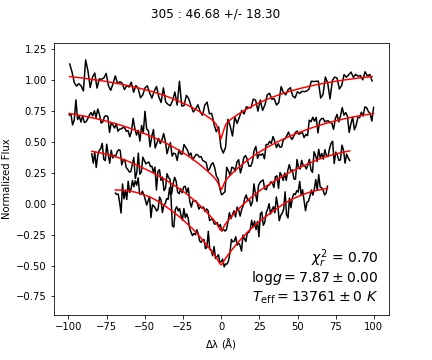 305 : 46.68 +/- 18.30
Normalized Flux
1.25
1.00
0.75
0.50
0.25
0.00
−0.25
−0.50
−0.75
χ²ᵣ = 0.70
log g = 7.87 ± 0.00
T_eff = 13761 ± 0 K
−100 −75 −50 −25 0 25 50 75 100
Δλ (Å)